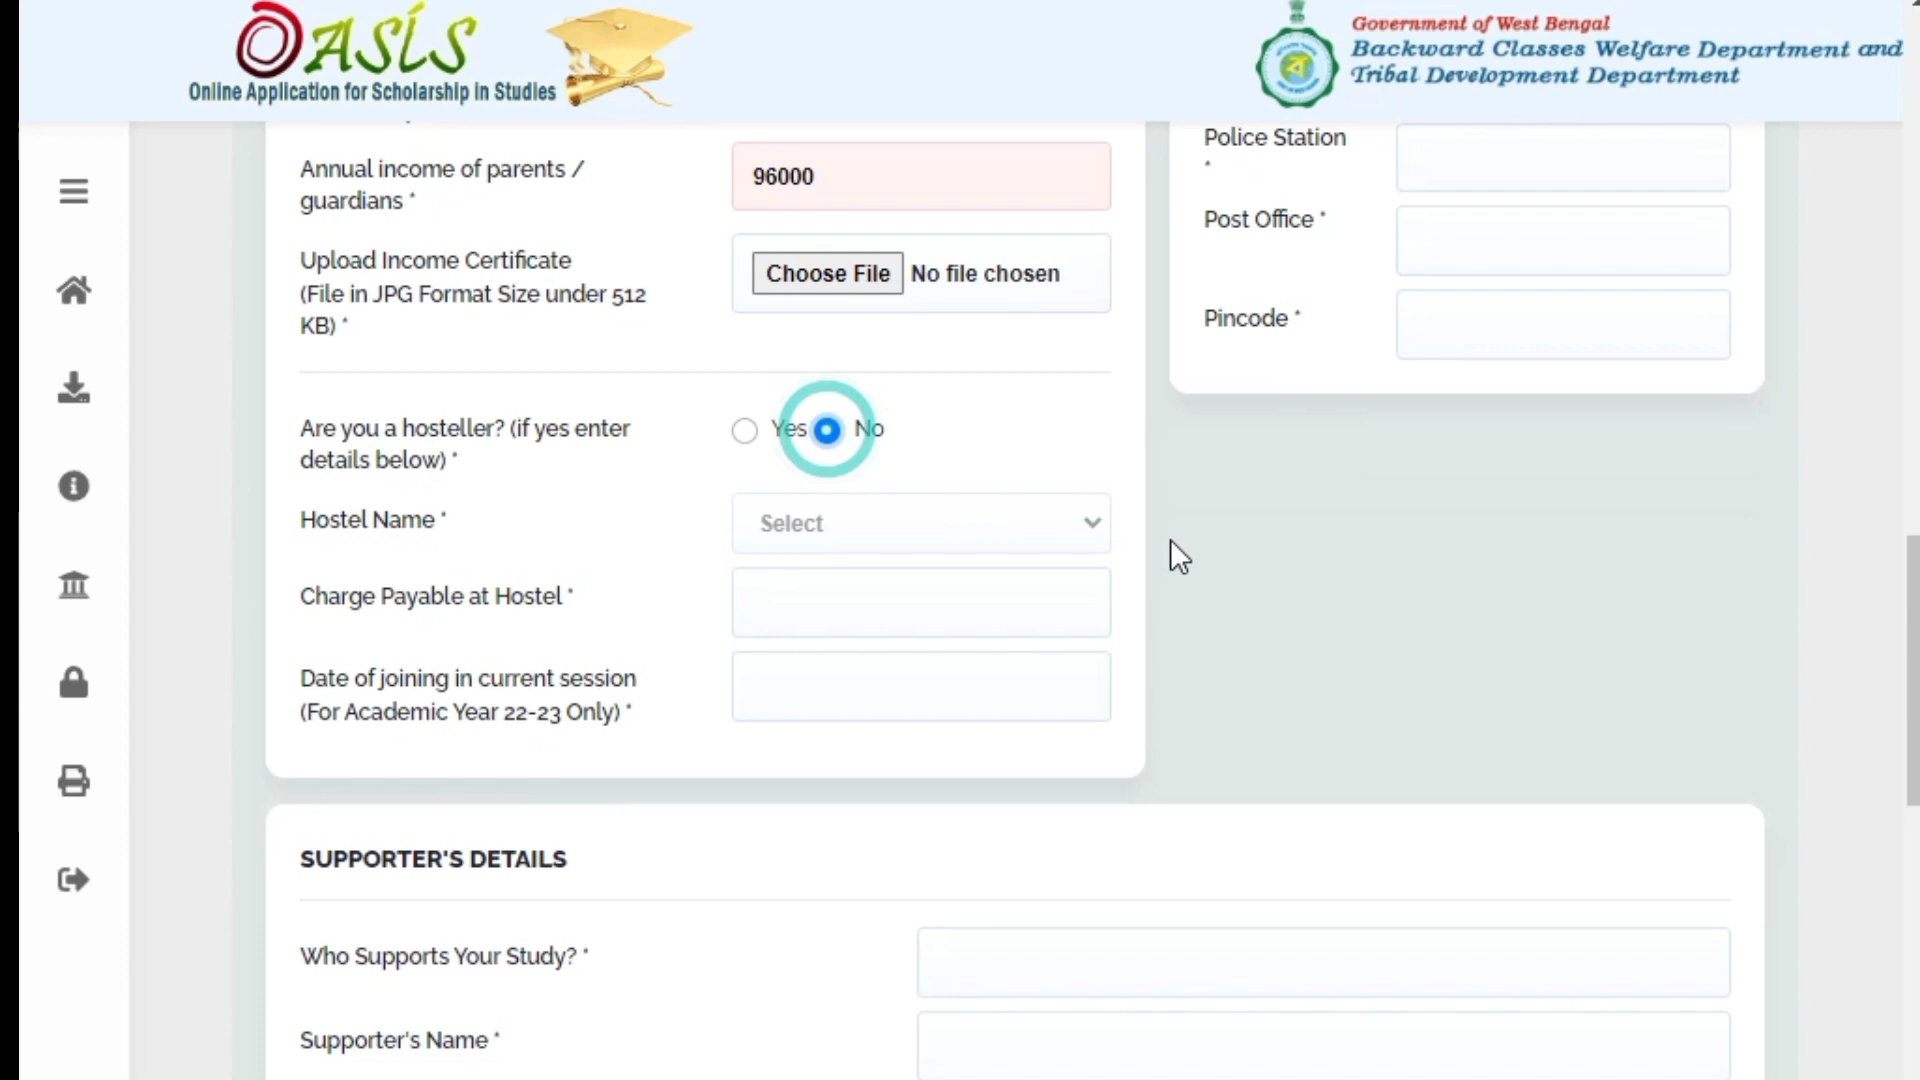 OASIS
Online Application for Scholarship in Studies
Government of West Bengal
Backward Classes Welfare Department and
Tribal Development Department
Annual income of parents /
guardians *
96000
Upload Income Certificate
(File in JPG Format Size under 512
KB) *
Choose File No file chosen
Are you a hosteller? (if yes enter
details below) *
Yes No
Hostel Name *
Select
Charge Payable at Hostel *
Date of joining in current session
(For Academic Year 22-23 Only) *
Police Station
*
Post Office *
Pincode *
SUPPORTER'S DETAILS
Who Supports Your Study? *
Supporter's Name *